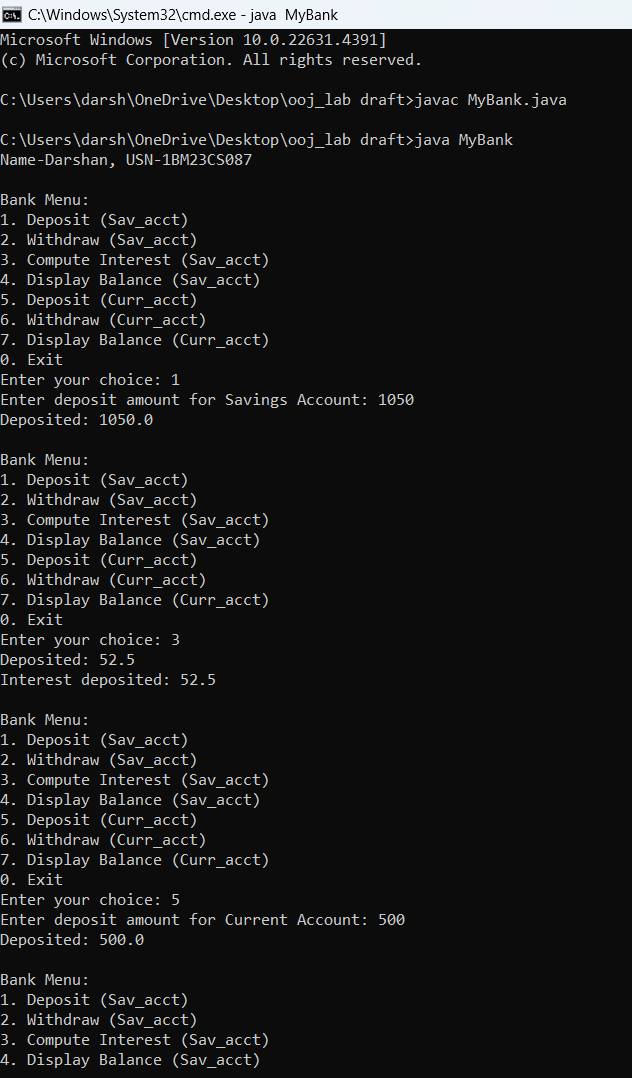 C:\Windows\System32\cmd.exe - java  MyBank
Microsoft Windows [Version 10.0.22631.4391]
(c) Microsoft Corporation. All rights reserved.

C:\Users\darsh\OneDrive\Desktop\ooj_lab draft>javac MyBank.java

C:\Users\darsh\OneDrive\Desktop\ooj_lab draft>java MyBank
Name-Darshan, USN-1BM23CS087

Bank Menu:
1. Deposit (Sav_acct)
2. Withdraw (Sav_acct)
3. Compute Interest (Sav_acct)
4. Display Balance (Sav_acct)
5. Deposit (Curr_acct)
6. Withdraw (Curr_acct)
7. Display Balance (Curr_acct)
0. Exit
Enter your choice: 1
Enter deposit amount for Savings Account: 1050
Deposited: 1050.0

Bank Menu:
1. Deposit (Sav_acct)
2. Withdraw (Sav_acct)
3. Compute Interest (Sav_acct)
4. Display Balance (Sav_acct)
5. Deposit (Curr_acct)
6. Withdraw (Curr_acct)
7. Display Balance (Curr_acct)
0. Exit
Enter your choice: 3
Deposited: 52.5
Interest deposited: 52.5

Bank Menu:
1. Deposit (Sav_acct)
2. Withdraw (Sav_acct)
3. Compute Interest (Sav_acct)
4. Display Balance (Sav_acct)
5. Deposit (Curr_acct)
6. Withdraw (Curr_acct)
7. Display Balance (Curr_acct)
0. Exit
Enter your choice: 5
Enter deposit amount for Current Account: 500
Deposited: 500.0

Bank Menu:
1. Deposit (Sav_acct)
2. Withdraw (Sav_acct)
3. Compute Interest (Sav_acct)
4. Display Balance (Sav_acct)